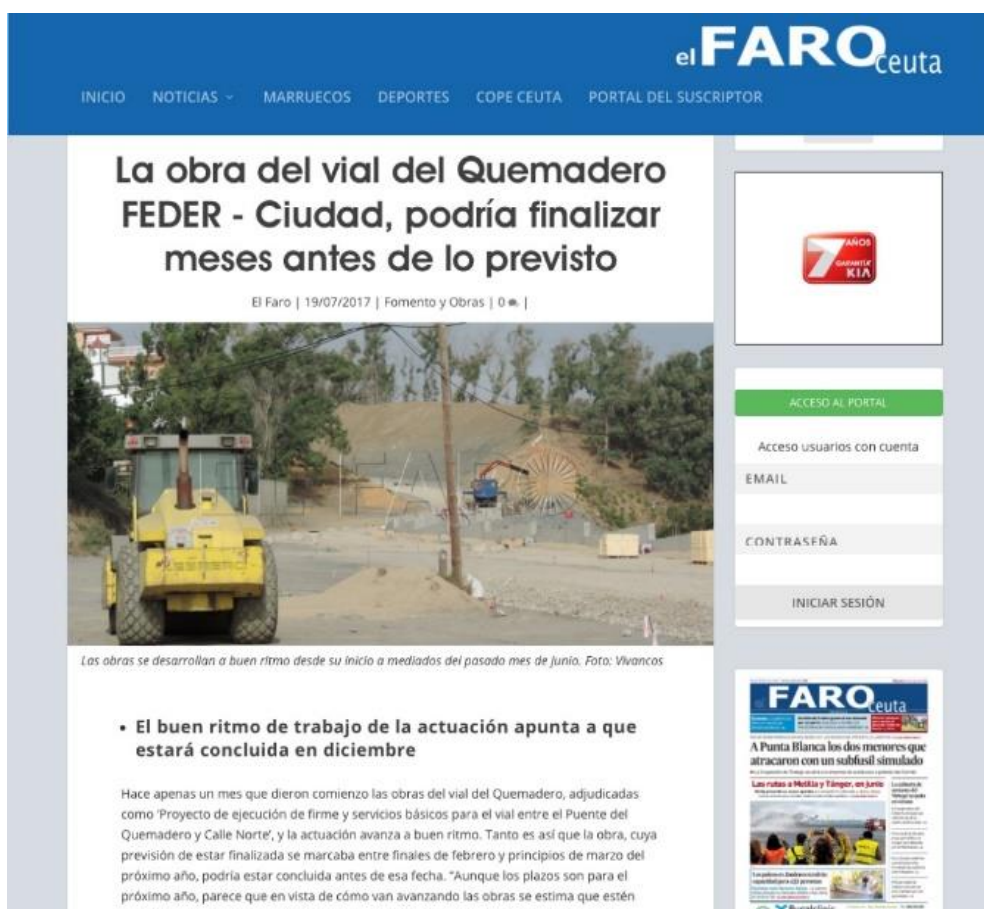 el FARO ceuta
INICIO NOTICIAS MARRUECOS DEPORTES COPE CEUTA PORTAL DEL SUSCRIPTOR
La obra del vial del Quemadero
FEDER - Ciudad, podría finalizar
meses antes de lo previsto
El Faro | 19/07/2017 | Fomento y Obras | 0 |
El FARO
Las obras se desarrollan a buen ritmo desde su inicio a mediados del pasado mes de junio. Foto: Vivancos
• El buen ritmo de trabajo de la actuación apunta a que
estará concluida en diciembre
Hace apenas un mes que dieron comienzo las obras del vial del Quemadero, adjudicadas
como 'Proyecto de ejecución de firme y servicios básicos para el vial entre el Puente del
Quemadero y Calle Norte', y la actuación avanza a buen ritmo. Tanto es así que la obra, cuya
previsión de estar finalizada se marcaba entre finales de febrero y principios de marzo del
próximo año, podría estar concluida antes de esa fecha. "Aunque los plazos son para el
próximo año, parece que en vista de cómo van avanzando las obras se estima que estén
7 AÑOS
GARANTÍA
KIA
ACCESO AL PORTAL
Acceso usuarios con cuenta
EMAIL
CONTRASEÑA
INICIAR SESIÓN
el FARO ceuta
A Punta Blanca los dos menores que
atracaron con un subfusil simulado
Las rutas a Melilla y Tánger, en junio